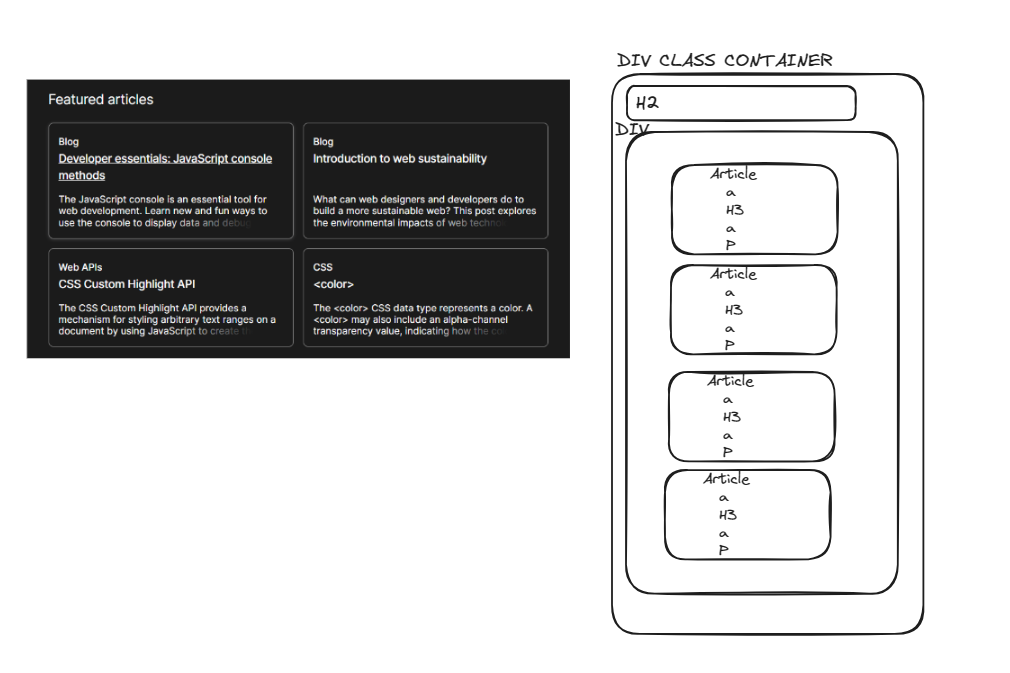 Featured articles
Blog
Developer essentials: JavaScript console
methods
The JavaScript console is an essential tool for
web development. Learn new and fun ways to
use the console to display data and debug
Blog
Introduction to web sustainability
What can web designers and developers do to
build a more sustainable web? This post explores
the environmental impacts of web techno
Web APIs
CSS Custom Highlight API
The CSS Custom Highlight API provides a
mechanism for styling arbitrary text ranges on a
document by using JavaScript to create
CSS
<color>
The <color> CSS data type represents a color. A
<color> may also include an alpha-channel
transparency value, indicating how the
DIV CLASS CONTAINER
H2
DIV
Article
a
H3
a
P
Article
a
H3
a
P
Article
a
H3
a
P
Article
a
H3
a
P